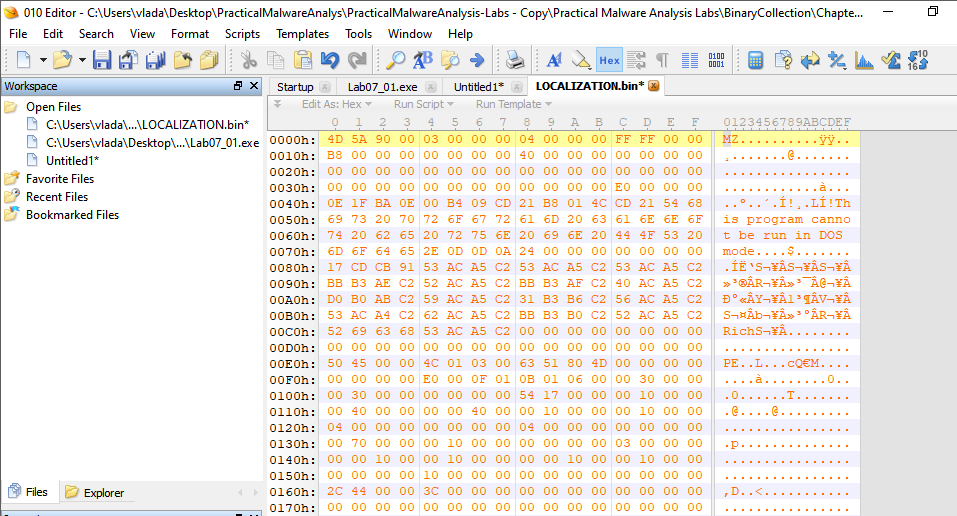 010 Editor - C:\Users\vlada\Desktop\PracticalMalwareAnalys\PracticalMalwareAnalysis-Labs - Copy\Practical Malware Analysis Labs\BinaryCollection\Chapte...
File Edit Search View Format Scripts Templates Tools Window Help
Hex
Workspace
Startup Lab07_01.exe Untitled1* LOCALIZATION.bin*
Open Files
C:\Users\vlada\...\LOCALIZATION.bin*
C:\Users\vlada\Desktop\...\Lab07_01.exe
Untitled1*
Favorite Files
Recent Files
Bookmarked Files
Files Explorer
Edit As: Hex Run Script Run Template
0 1 2 3 4 5 6 7 8 9 A B C D E F 0123456789ABCDEF
0000h: 4D 5A 90 00 03 00 00 00 04 00 00 00 FF FF 00 00 MZ..........ÿÿ..
0010h: B8 00 00 00 00 00 00 00 40 00 00 00 00 00 00 00 ¸.......@.......
0020h: 00 00 00 00 00 00 00 00 00 00 00 00 00 00 00 00 ................
0030h: 00 00 00 00 00 00 00 00 00 00 00 00 E0 00 00 00 ............à...
0040h: 0E 1F BA 0E 00 B4 09 CD 21 B8 01 4C CD 21 54 68 ..º..´.Í!¸.LÍ!Th
0050h: 69 73 20 70 72 6F 67 72 61 6D 20 63 61 6E 6E 6F is program canno
0060h: 74 20 62 65 20 72 75 6E 20 69 6E 20 44 4F 53 20 t be run in DOS
0070h: 6D 6F 64 65 2E 0D 0D 0A 24 00 00 00 00 00 00 00 mode....$.......
0080h: 17 CD CB 91 53 AC A5 C2 53 AC A5 C2 53 AC A5 C2 .ÍË‘S¬¥ÂS¬¥ÂS¬¥Â
0090h: BB B3 AE C2 52 AC A5 C2 BB B3 AF C2 40 AC A5 C2 »³®ÂR¬¥Â»³¯Â@¬¥Â
00A0h: D0 B0 AB C2 59 AC A5 C2 31 B3 B6 C2 56 AC A5 C2 Ð°«ÂY¬¥Â1³¶ÂV¬¥Â
00B0h: 53 AC A4 C2 62 AC A5 C2 BB B3 B0 C2 52 AC A5 C2 S¬¤Âb¬¥Â»³°ÂR¬¥Â
00C0h: 52 69 63 68 53 AC A5 C2 00 00 00 00 00 00 00 00 RichS¬¥Â........
00D0h: 00 00 00 00 00 00 00 00 00 00 00 00 00 00 00 00 ................
00E0h: 50 45 00 00 4C 01 03 00 63 51 80 4D 00 00 00 00 PE..L...cQ€M....
00F0h: 00 00 00 00 E0 00 0F 01 0B 01 06 00 00 30 00 00 ....à........0..
0100h: 00 30 00 00 00 00 00 00 54 17 00 00 00 10 00 00 .0......T.......
0110h: 00 40 00 00 00 00 40 00 00 10 00 00 00 10 00 00 .@....@.........
0120h: 04 00 00 00 00 00 00 00 04 00 00 00 00 00 00 00 ................
0130h: 00 70 00 00 00 10 00 00 00 00 00 00 03 00 00 00 .p..............
0140h: 00 00 10 00 00 10 00 00 00 00 10 00 00 10 00 00 ................
0150h: 00 00 00 00 10 00 00 00 00 00 00 00 00 00 00 00 ................
0160h: 2C 44 00 00 3C 00 00 00 00 00 00 00 00 00 00 00 ,D..<...........
0170h: 00 00 00 00 00 00 00 00 00 00 00 00 00 00 00 00 ................